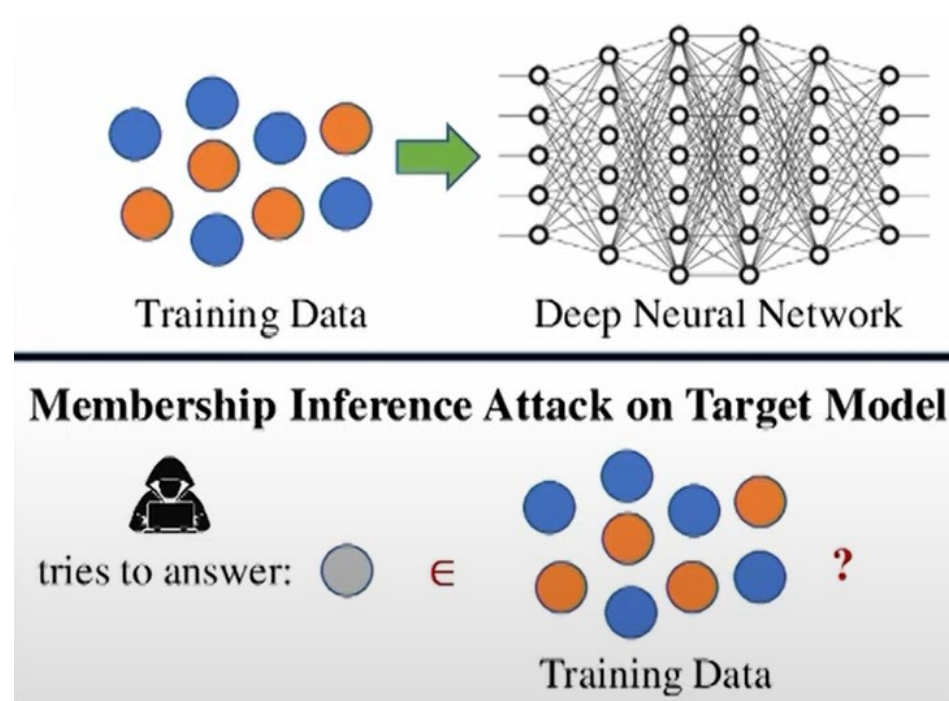 Training Data
Deep Neural Network
Membership Inference Attack on Target Model
tries to answer: ∈ ?
Training Data